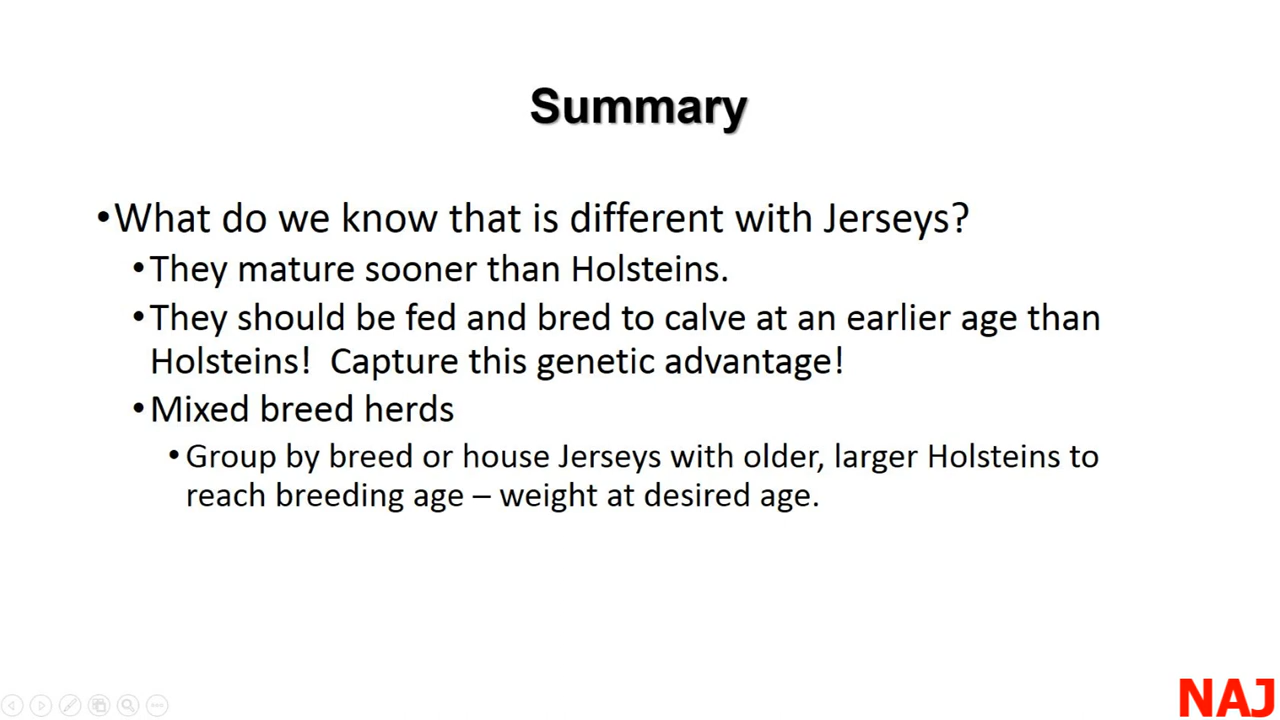 Summary
•What do we know that is different with Jerseys?
•They mature sooner than Holsteins.
•They should be fed and bred to calve at an earlier age than
Holsteins!  Capture this genetic advantage!
•Mixed breed herds
•Group by breed or house Jerseys with older, larger Holsteins to
reach breeding age – weight at desired age.
NAJ